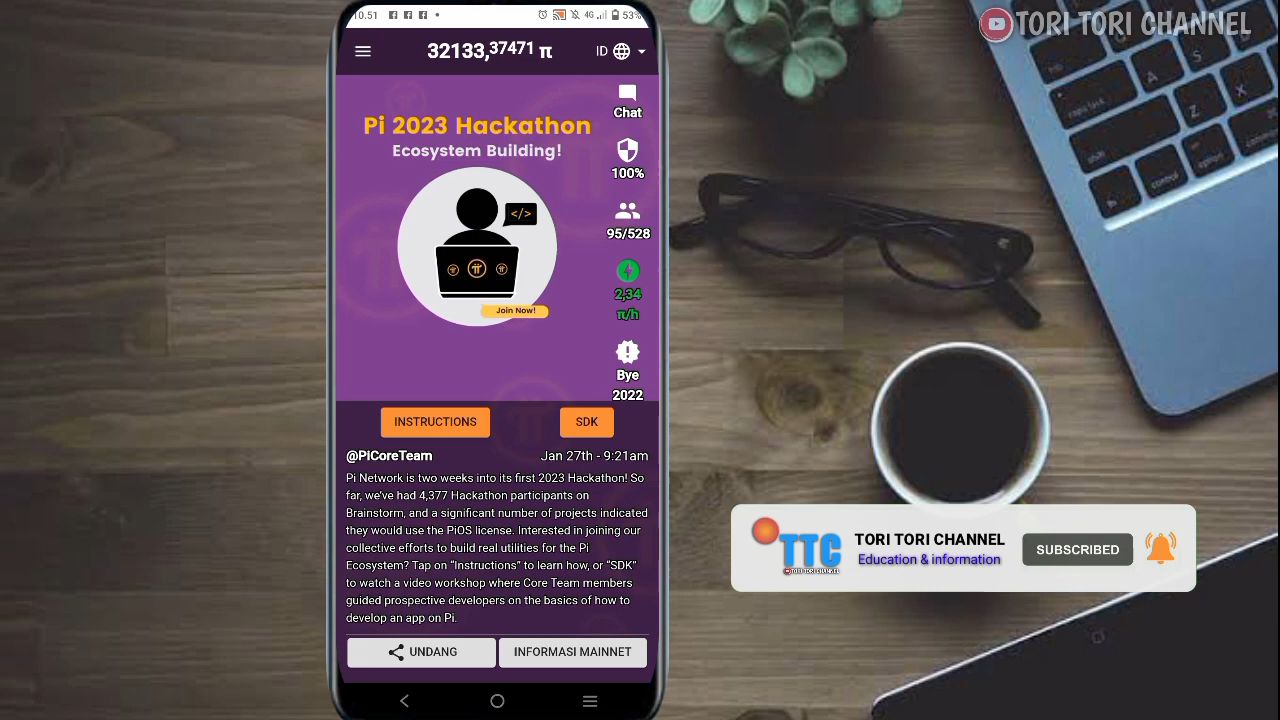 TORI TORI CHANNEL
10.51
4G
53%
32133,37471 π
ID
Pi 2023 Hackathon
Ecosystem Building!
</>
Join Now!
Chat
100%
95/528
2,34
π/h
Bye
2022
INSTRUCTIONS
SDK
@PiCoreTeam
Jan 27th - 9:21am
Pi Network is two weeks into its first 2023 Hackathon! So
far, we've had 4,377 Hackathon participants on
Brainstorm, and a significant number of projects indicated
they would use the PiOS license. Interested in joining our
collective efforts to build real utilities for the Pi
Ecosystem? Tap on "Instructions" to learn how, or "SDK"
to watch a video workshop where Core Team members
guided prospective developers on the basics of how to
develop an app on Pi.
UNDANG
INFORMASI MAINNET
TTC
TORI TORI CHANNEL
TORI TORI CHANNEL
Education & information
SUBSCRIBED
A
S
Z
X
shift
control
option